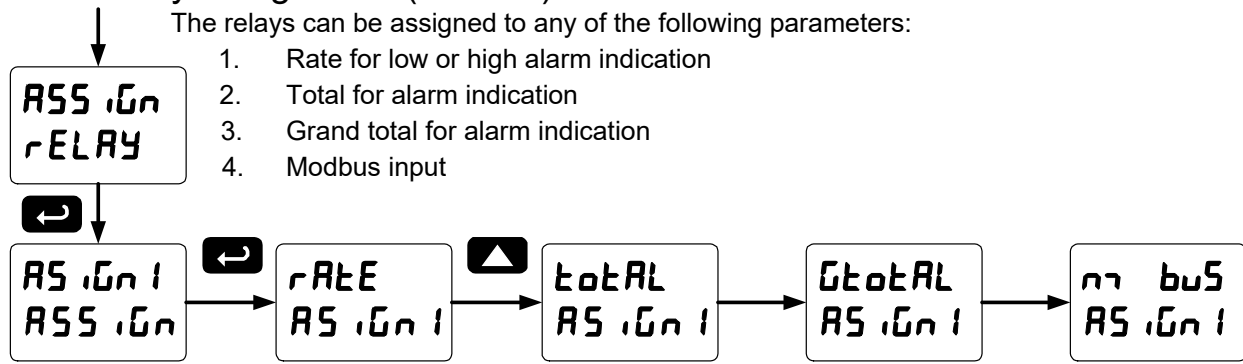 The relays can be assigned to any of the following parameters:
1. Rate for low or high alarm indication
2. Total for alarm indication
3. Grand total for alarm indication
4. Modbus input
ASSiGn
rELAY
ASiGn1
ASSiGn
rAtE
ASiGn1
totAL
ASiGn1
GtotAL
ASiGn1
m buS
ASiGn1